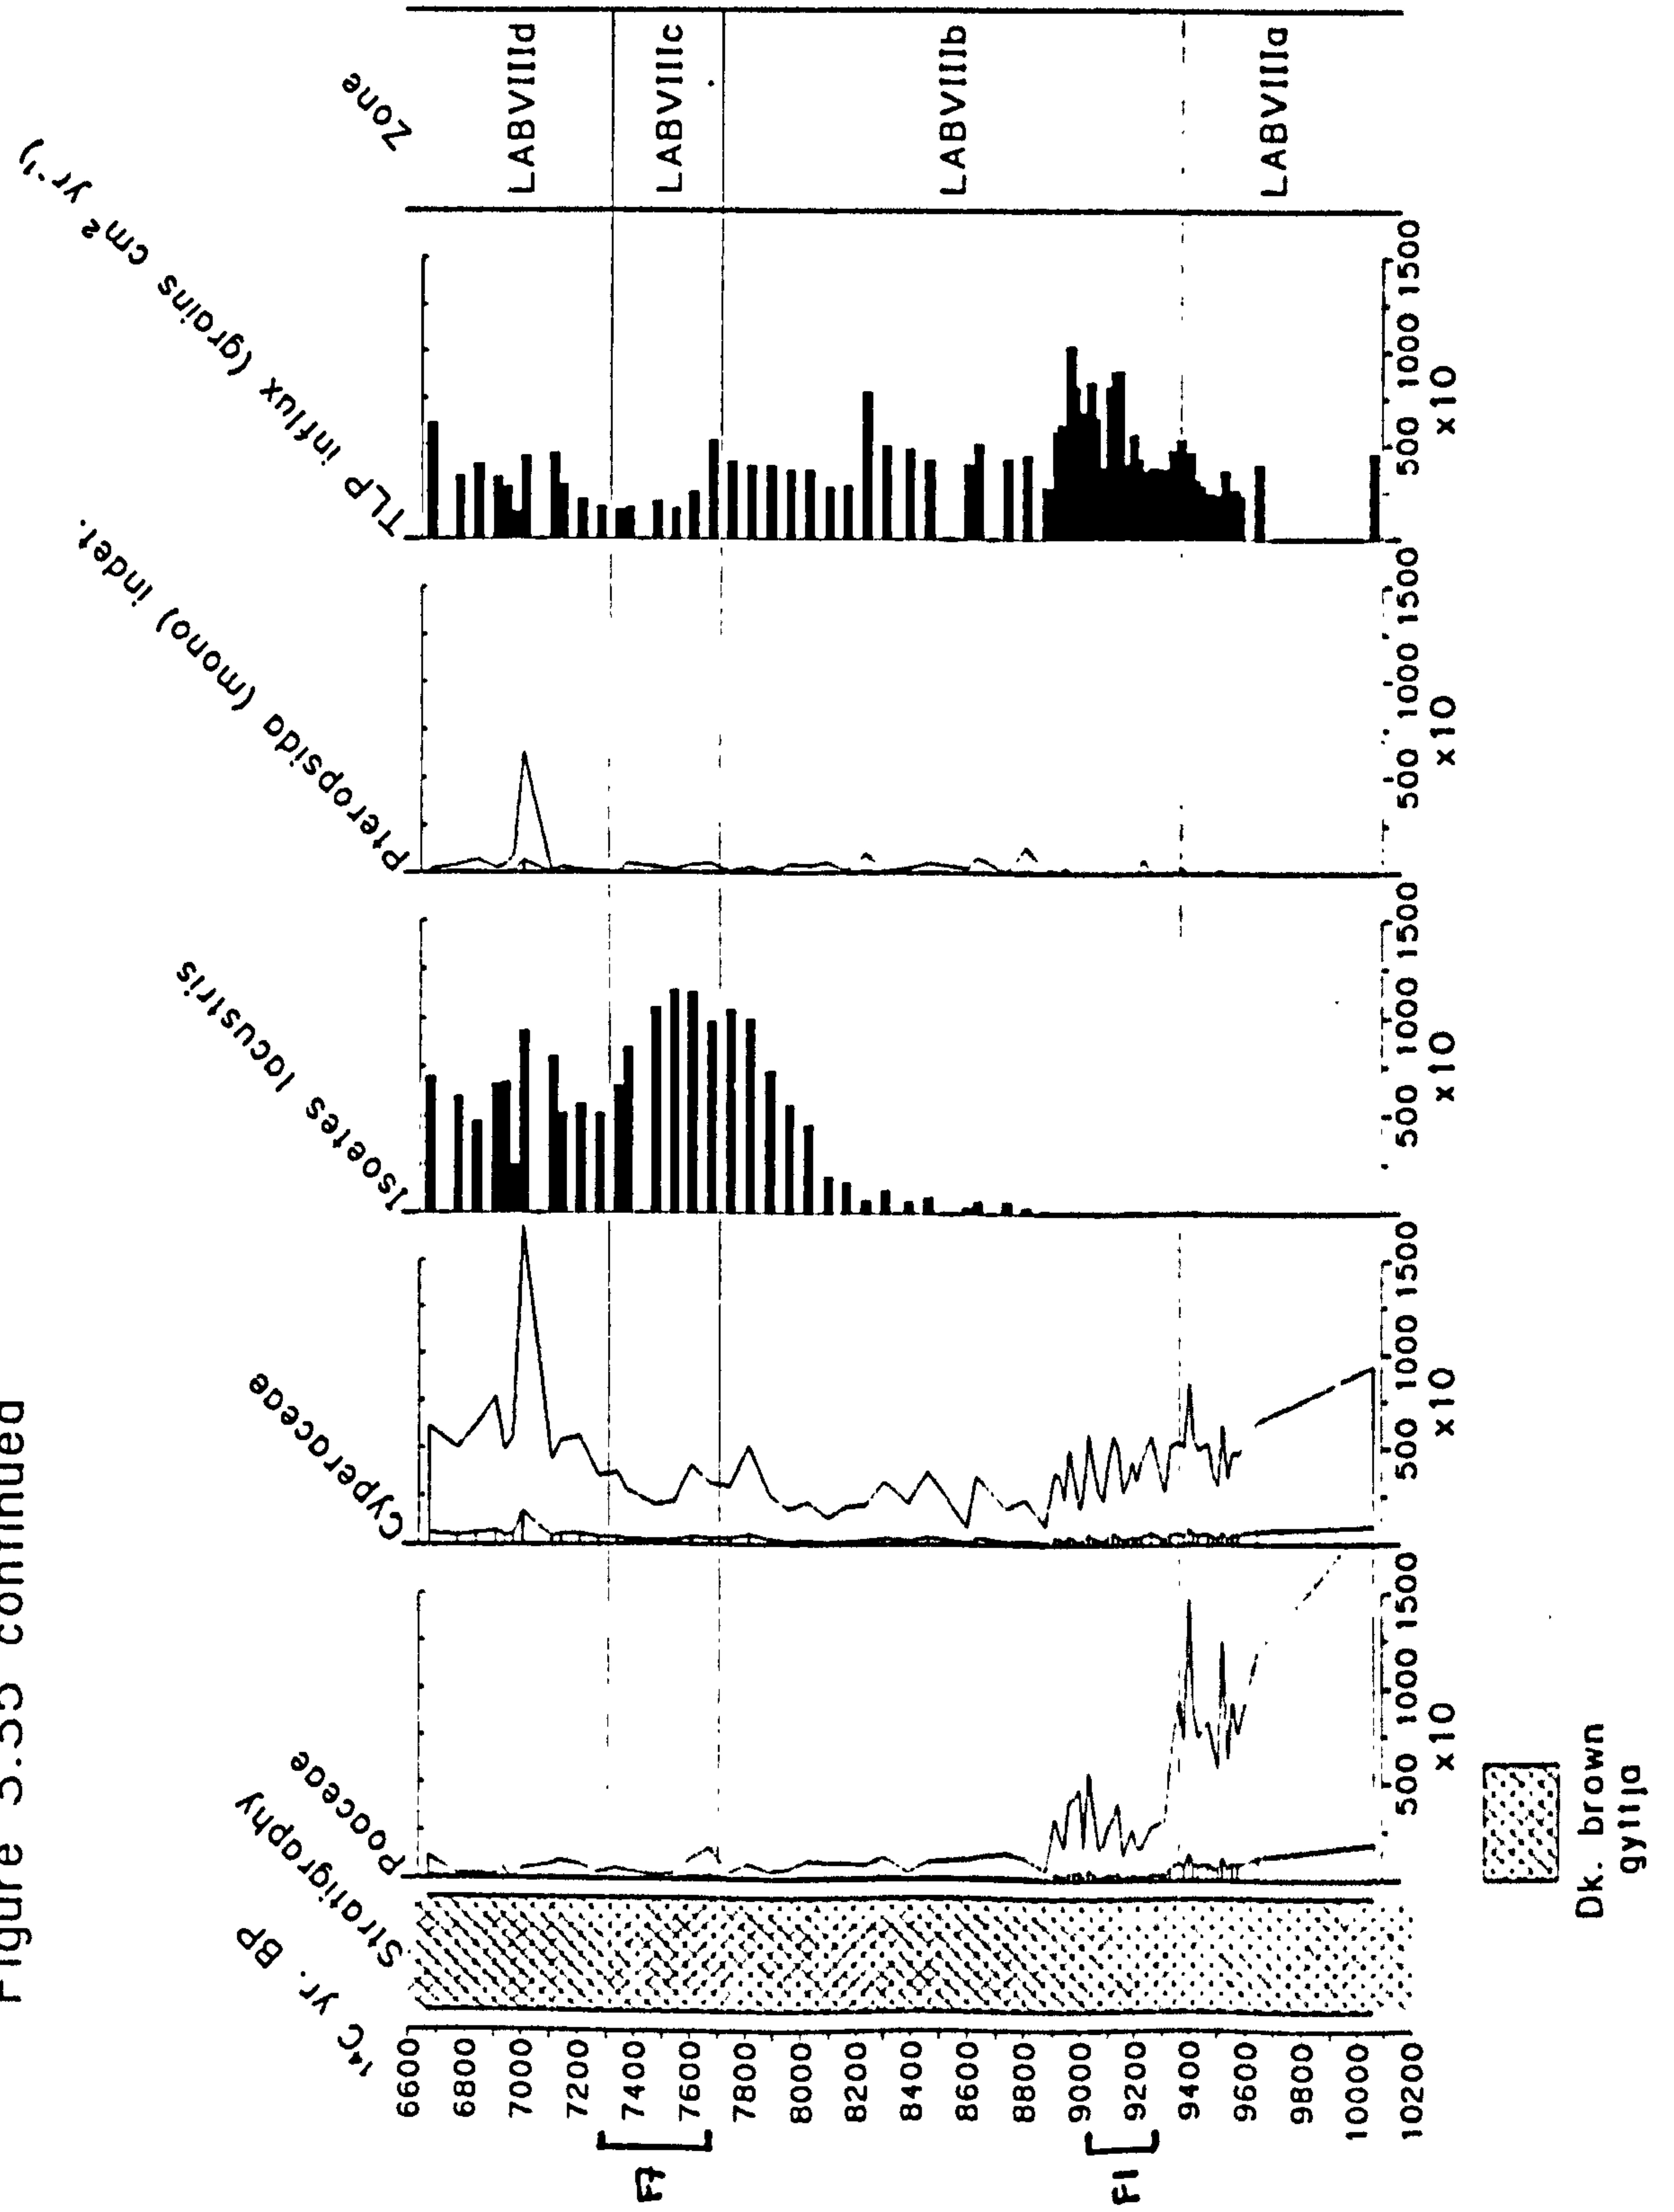 Figure 5.35 continued
¹⁴C yr. BP
Stratigraphy
Poaceae
Cyperaceae
Isoetes lacustris
Pteropsida (mono) indet.
TLP influx (grains cm² yr⁻¹)
Zone
6600
6800
7000
7200
7400
7600
7800
8000
8200
8400
8600
8800
9000
9200
9400
9600
9800
10000
10200
F7
F1
LABVIIId
LABVIIIc
LABVIIIb
LABVIIIa
500 1000 1500
x10
500 1000 1500
x10
500 1000 1500
x10
500 1000 1500
x10
500 1000 1500
x10
Dk. brown
gyttja